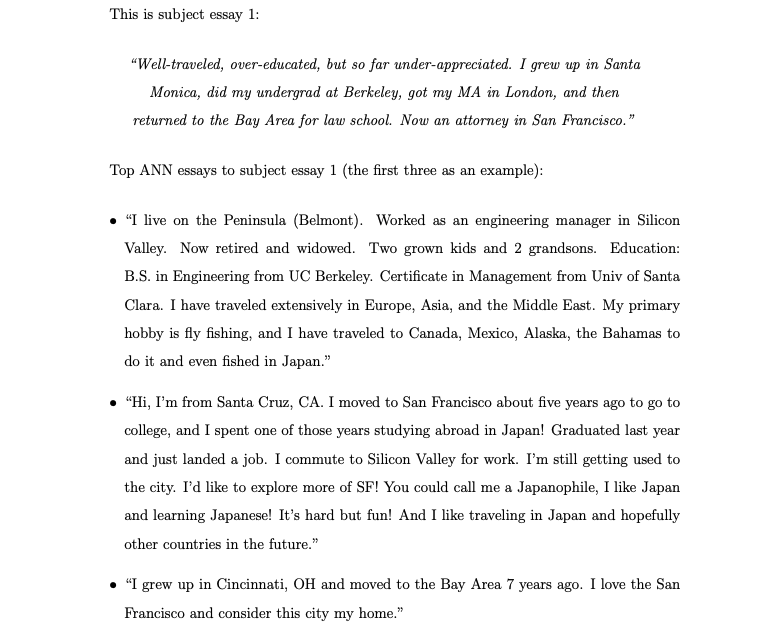 This is subject essay 1:
“Well-traveled, over-educated, but so far under-appreciated. I grew up in Santa
Monica, did my undergrad at Berkeley, got my MA in London, and then
returned to the Bay Area for law school. Now an attorney in San Francisco.”
Top ANN essays to subject essay 1 (the first three as an example):
• “I live on the Peninsula (Belmont). Worked as an engineering manager in Silicon
Valley. Now retired and widowed. Two grown kids and 2 grandsons. Education:
B.S. in Engineering from UC Berkeley. Certificate in Management from Univ of Santa
Clara. I have traveled extensively in Europe, Asia, and the Middle East. My primary
hobby is fly fishing, and I have traveled to Canada, Mexico, Alaska, the Bahamas to
do it and even fished in Japan.”
• “Hi, I’m from Santa Cruz, CA. I moved to San Francisco about five years ago to go to
college, and I spent one of those years studying abroad in Japan! Graduated last year
and just landed a job. I commute to Silicon Valley for work. I’m still getting used to
the city. I’d like to explore more of SF! You could call me a Japanophile, I like Japan
and learning Japanese! It’s hard but fun! And I like traveling in Japan and hopefully
other countries in the future.”
• “I grew up in Cincinnati, OH and moved to the Bay Area 7 years ago. I love the San
Francisco and consider this city my home.”